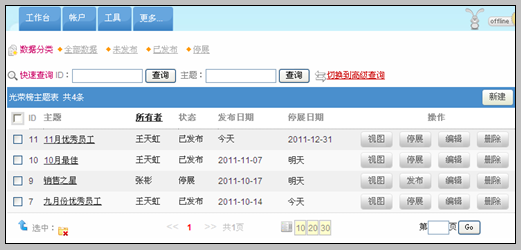 工作台 帐户 工具 更多... offline
数据分类 全部数据 未发布 已发布 停展
快速查询 ID： 查询 主题： 查询 切换到高级查询
光荣榜主题表 共4条 新建
ID 主题 所有者 状态 发布日期 停展日期 操作
11 11月优秀员工 王天虹 已发布 今天 2011-12-31 视图 停展 编辑 删除
10 10月最佳 王天虹 已发布 2011-11-07 明天 视图 停展 编辑 删除
9 销售之星 张彬 停展 2011-10-17 明天 视图 发布 编辑 删除
7 九月份优秀员工 王天虹 已发布 2011-10-14 今天 视图 停展 编辑 删除
选中： << 1 >> 共1页 10 20 30 第 页 Go